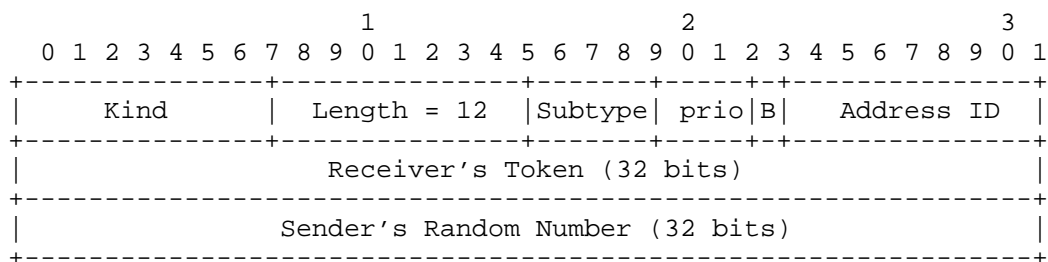 1                   2                   3
 0 1 2 3 4 5 6 7 8 9 0 1 2 3 4 5 6 7 8 9 0 1 2 3 4 5 6 7 8 9 0 1
+---------------+---------------+-------+-----+-+---------------+
|     Kind      |  Length = 12  |Subtype| prio|B|   Address ID  |
+---------------+---------------+-------+-----+-+---------------+
|                   Receiver's Token (32 bits)                  |
+---------------------------------------------------------------+
|                Sender's Random Number (32 bits)               |
+---------------------------------------------------------------+